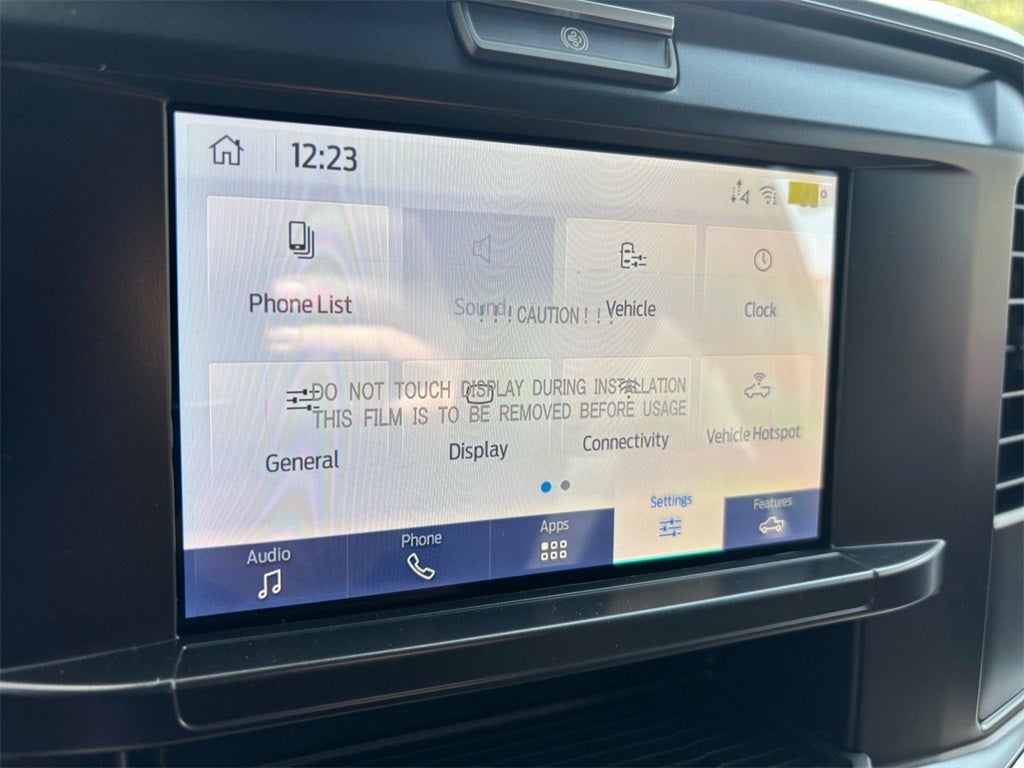 12:23
Phone List
Sound
Vehicle
Clock
! ! ! CAUTION ! ! !
DO NOT TOUCH DISPLAY DURING INSTALLATION
THIS FILM IS TO BE REMOVED BEFORE USAGE
General
Display
Connectivity
Vehicle Hotspot
Audio
Phone
Apps
Settings
Features